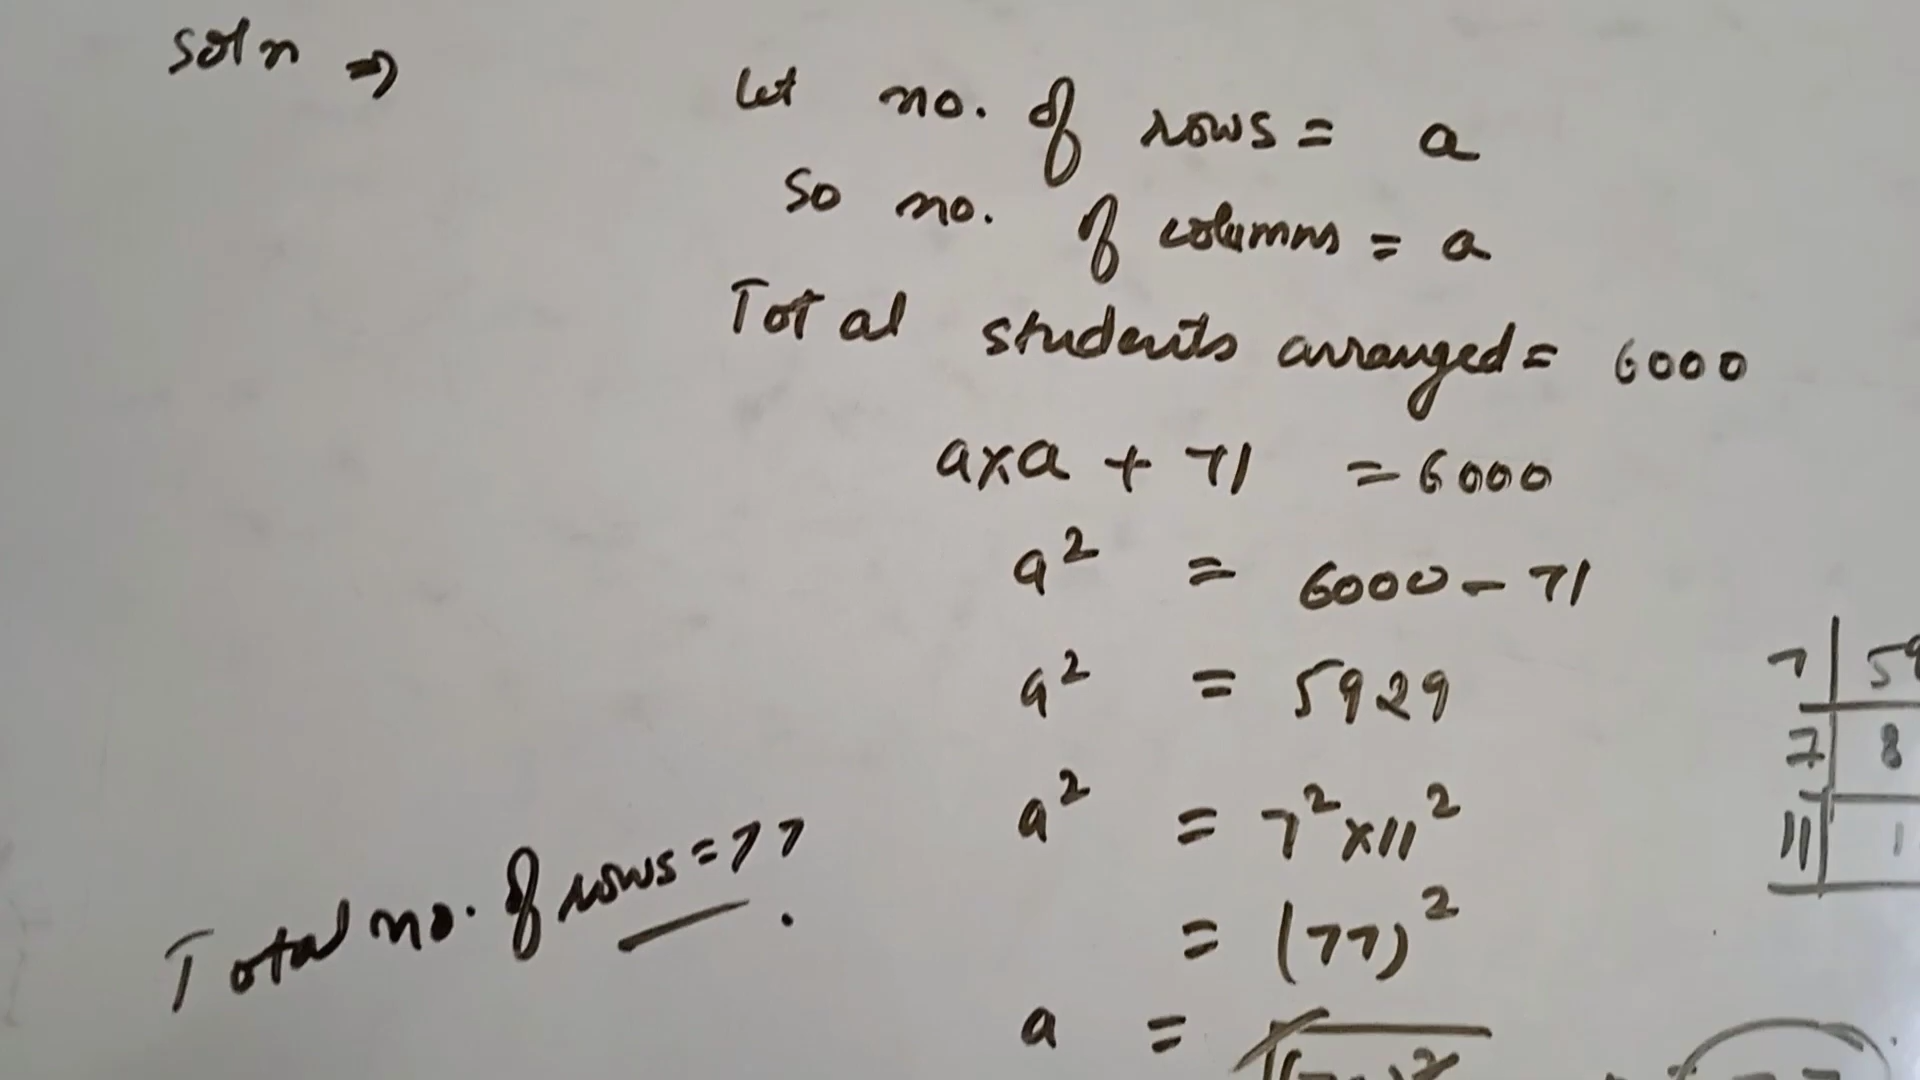 Soln ⇒
Let no. of rows = a
So no. of columns = a
Total students arranged = 6000
a×a + 71 = 6000
a² = 6000 - 71
a² = 5929
a² = 7² × 11²
= (77)²
a =
Total no. of rows = 77.
7
7 8
11 1